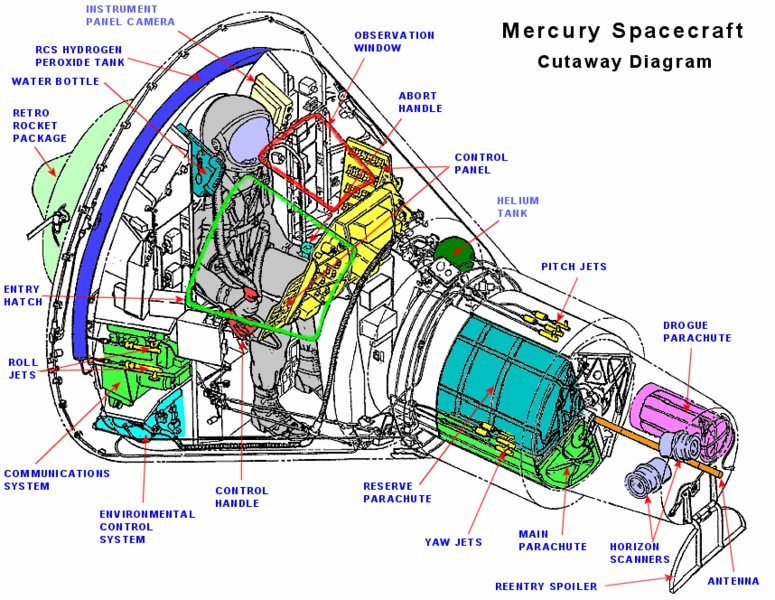 Mercury Spacecraft
Cutaway Diagram
INSTRUMENT
PANEL CAMERA
RCS HYDROGEN
PEROXIDE TANK
WATER BOTTLE
RETRO
ROCKET
PACKAGE
OBSERVATION
WINDOW
ABORT
HANDLE
CONTROL
PANEL
HELIUM
TANK
PITCH JETS
DROGUE
PARACHUTE
ENTRY
HATCH
ROLL
JETS
COMMUNICATIONS
SYSTEM
ENVIRONMENTAL
CONTROL
SYSTEM
CONTROL
HANDLE
RESERVE
PARACHUTE
YAW JETS
MAIN
PARACHUTE
HORIZON
SCANNERS
REENTRY SPOILER
ANTENNA